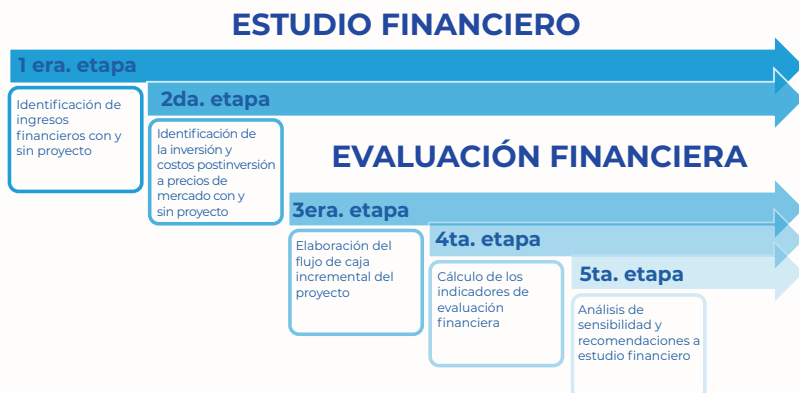 ESTUDIO FINANCIERO
1 era. etapa
Identificación de
ingresos
financieros con y
sin proyecto
2da. etapa
Identificación de
la inversión y
costos postinversión
a precios de
mercado con y
sin proyecto
EVALUACIÓN FINANCIERA
3era. etapa
Elaboración del
flujo de caja
incremental del
proyecto
4ta. etapa
Cálculo de los
indicadores de
evaluación
financiera
5ta. etapa
Análisis de
sensibilidad y
recomendaciones a
estudio financiero